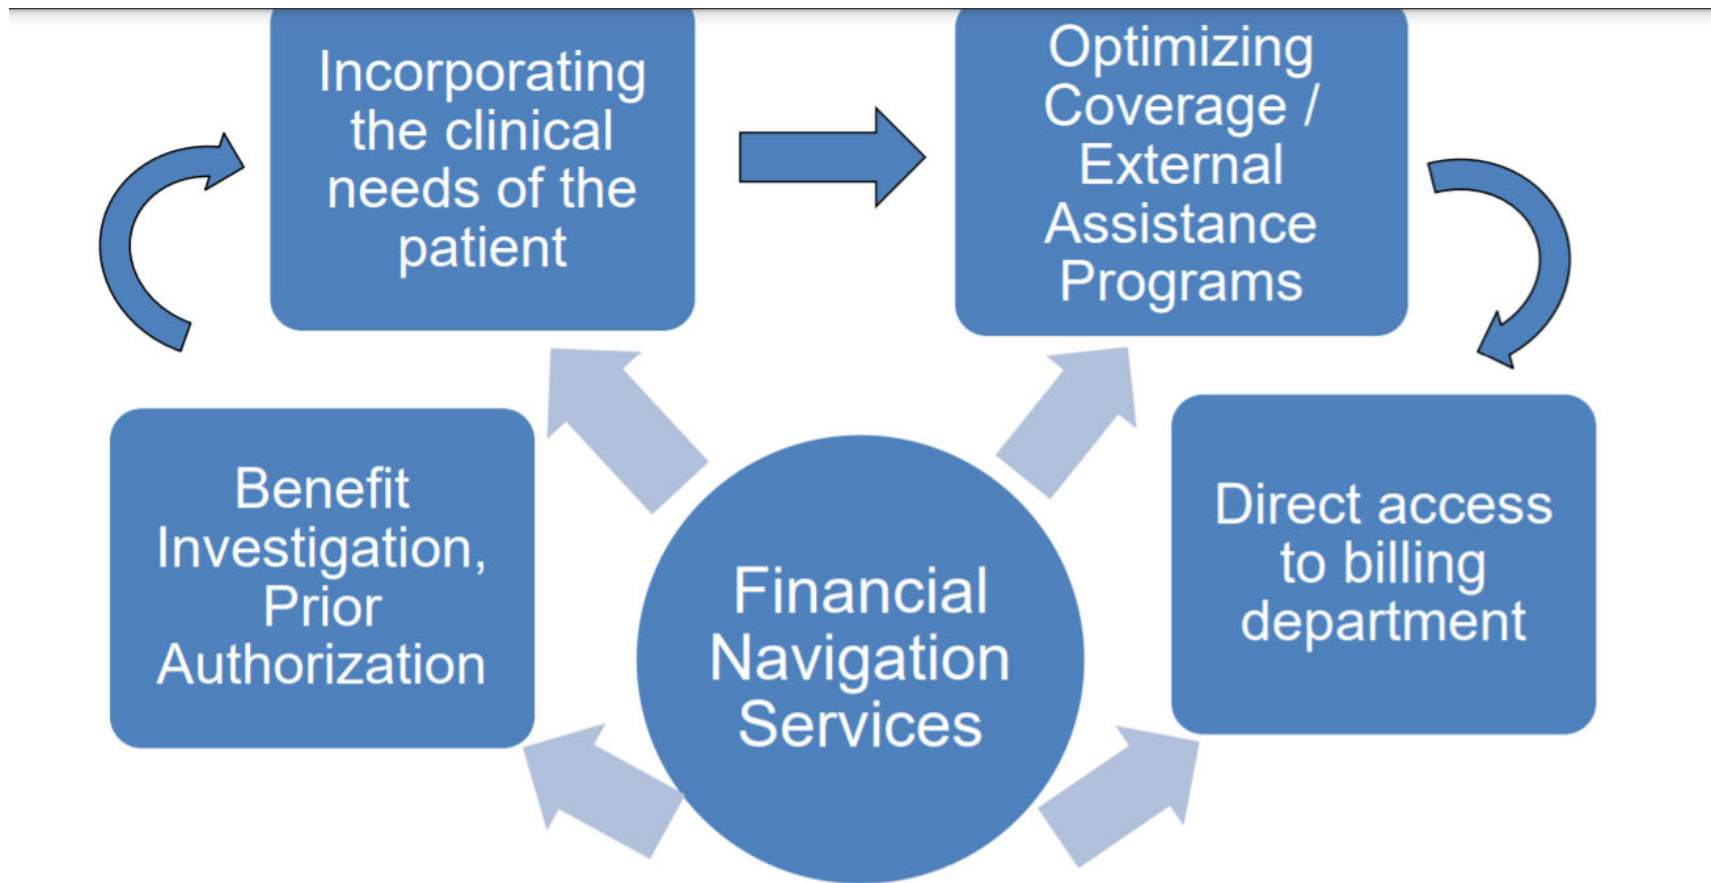 Incorporating
the clinical
needs of the
patient
Optimizing
Coverage /
External
Assistance
Programs
Benefit
Investigation,
Prior
Authorization
Financial
Navigation
Services
Direct access
to billing
department